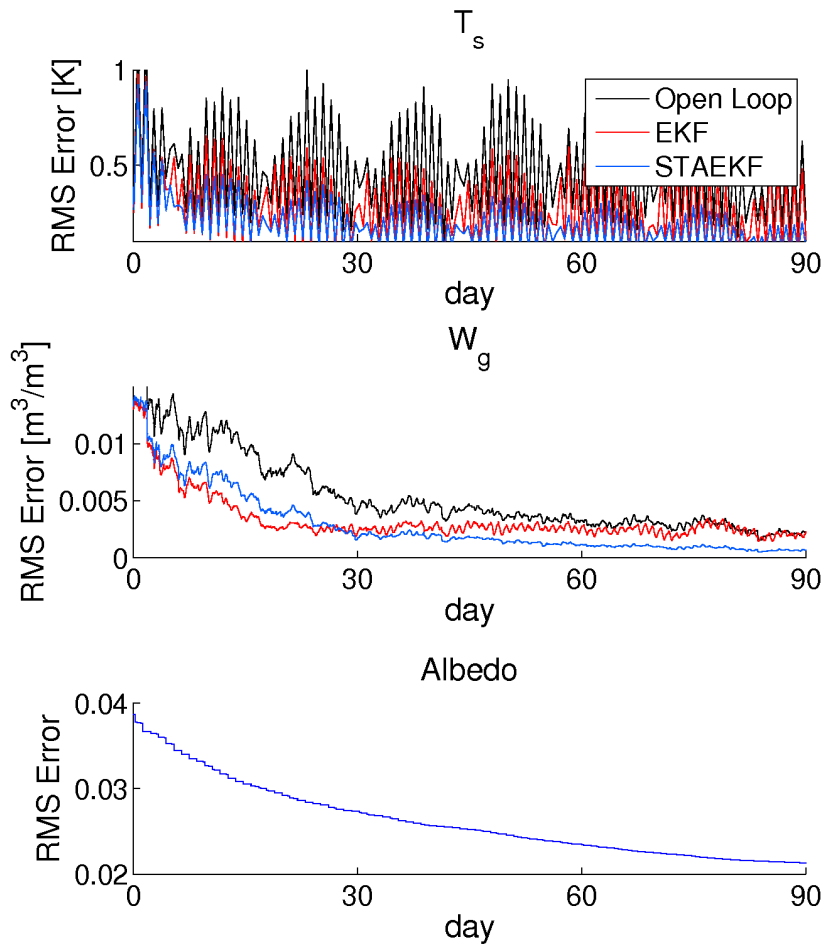 T_s
RMS Error [K]
1
0.5
Open Loop
EKF
STAEKF
0 30 60 90
day
W_g
RMS Error [m^3/m^3]
0.01
0.005
0
0 30 60 90
day
Albedo
RMS Error
0.04
0.03
0.02
0 30 60 90
day